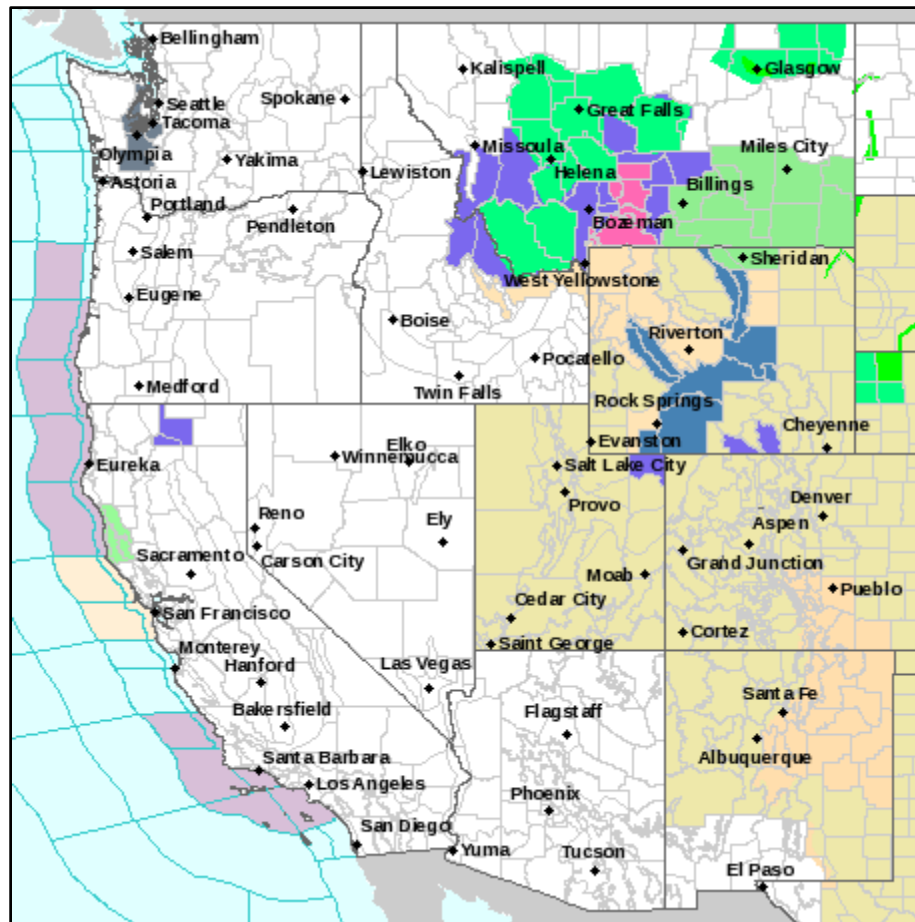 Bellingham
Kalispell
Glasgow
Seattle
Spokane
Great Falls
Tacoma
Missoula
Olympia
Yakima
Helena
Miles City
Astoria
Lewiston
Billings
Portland
Pendleton
Bozeman
Salem
Sheridan
West Yellowstone
Eugene
Boise
Riverton
Pocatello
Medford
Twin Falls
Rock Springs
Cheyenne
Elko
Evanston
Winnemucca
Eureka
Salt Lake City
Provo
Denver
Reno
Ely
Aspen
Sacramento
Carson City
Grand Junction
Moab
Pueblo
San Francisco
Cedar City
Cortez
Saint George
Monterey
Hanford
Las Vegas
Santa Fe
Bakersfield
Flagstaff
Albuquerque
Santa Barbara
Los Angeles
Phoenix
San Diego
Yuma
Tucson
El Paso